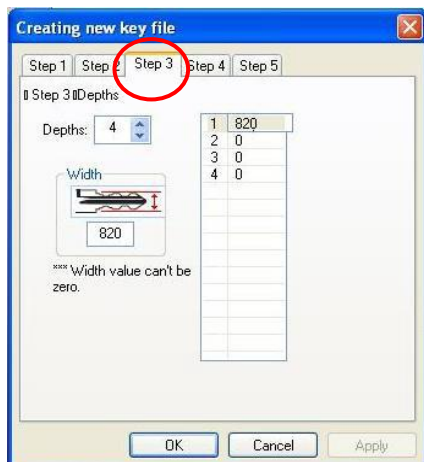 Creating new key file
Step 1 Step 2 Step 3 Step 4 Step 5
Step 3 Depths
Depths: 4
1 820
2 0
3 0
4 0
Width
820
*** Width value can't be
zero.
OK Cancel Apply